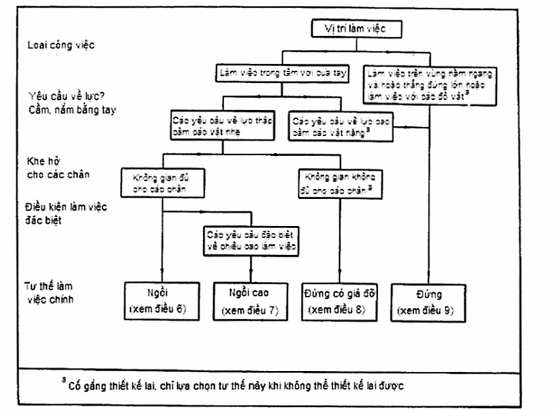 Vị trí làm việc
Loại công việc
Làm việc trong tầm với của tay
Làm việc trên vùng nằm ngang
và/hoặc thẳng đứng lớn hoặc
làm việc với các đồ vật ª
Yêu cầu về lực?
Cầm, nắm bằng tay
Các yêu cầu về lực thấp
cầm các vật nhẹ
Các yêu cầu về lực cao
cầm các vật nặng ª
Khe hở
cho các chân
Không gian đủ
cho các chân
Không gian không
đủ cho các chân ª
Điều kiện làm việc
đặc biệt
Các yêu cầu đặc biệt
về chiều cao làm việc
Tư thế làm
việc chính
Ngồi
(xem điều 6)
Ngồi cao
(xem điều 7)
Đứng có giá đỡ
(xem điều 8)
Đứng
(xem điều 9)
ª Cố gắng thiết kế lại, chỉ lựa chọn tư thế này khi không thể thiết kế lại được